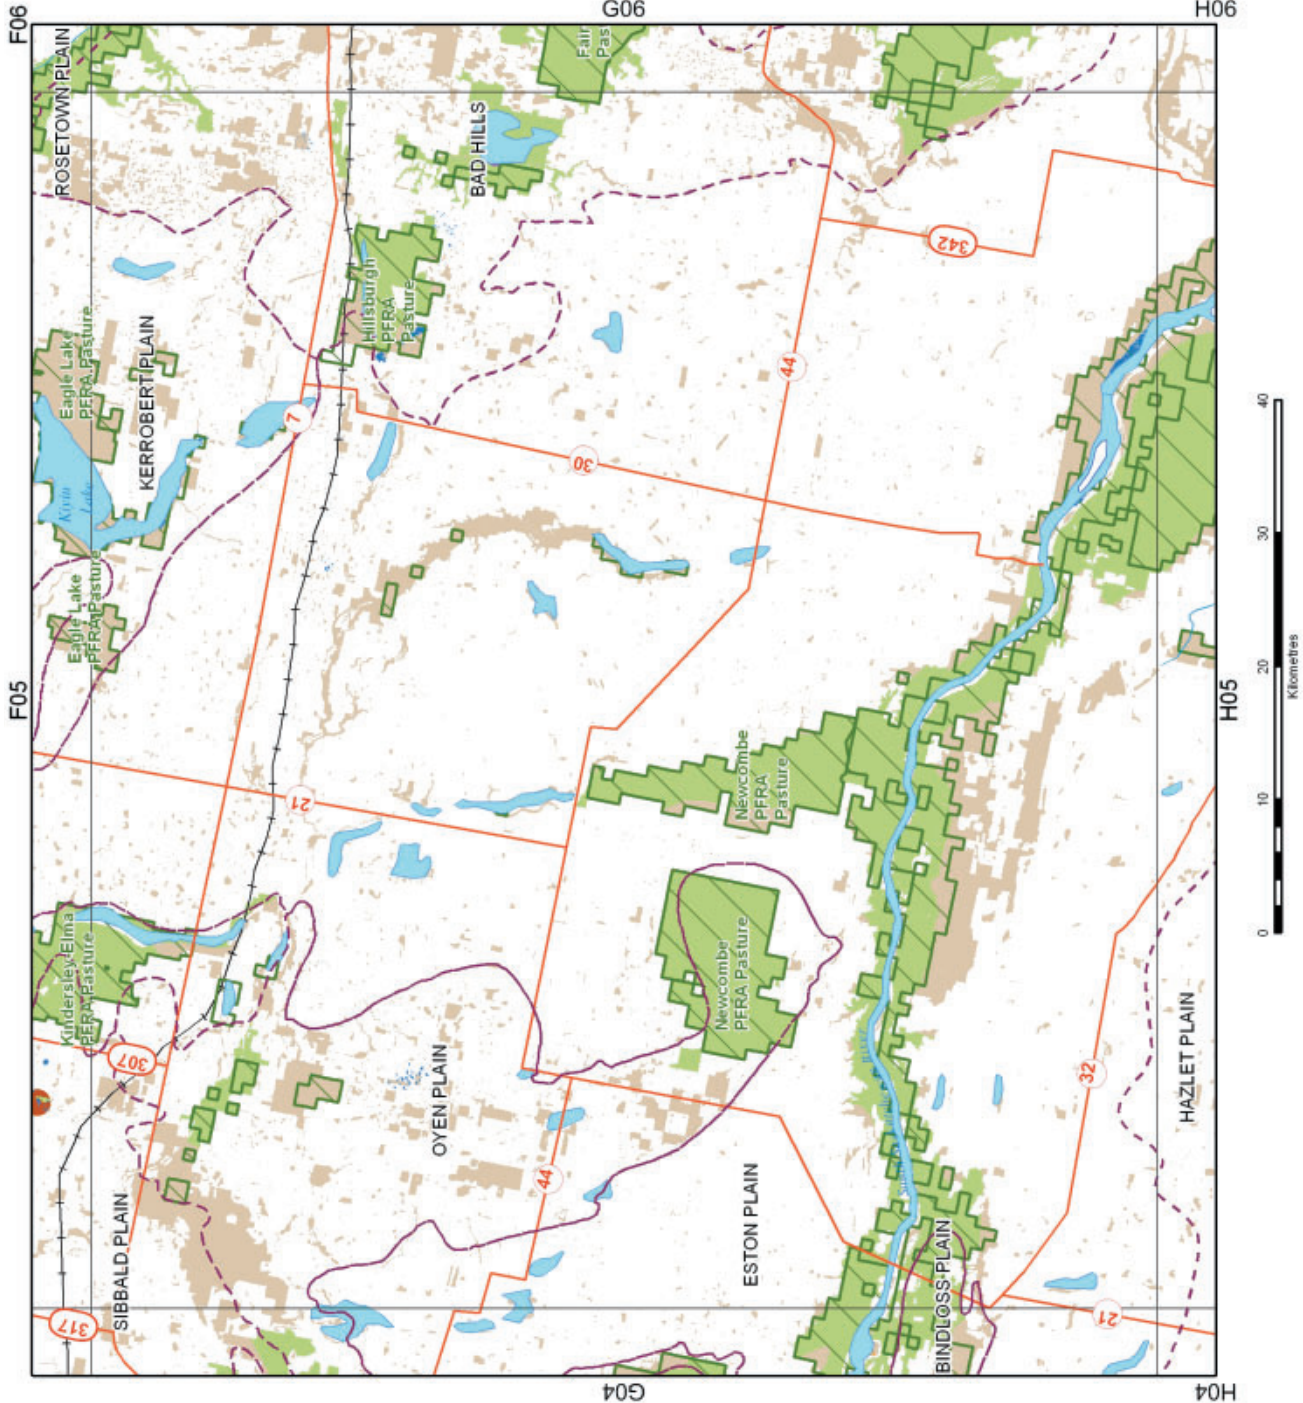 F06
G06
H06
ROSETOWN PLAIN
Fair
Pas
BAD HILLS
342
Eagle Lake
PFRA Pasture
KERROBERT PLAIN
Hillsburgh
PFRA
Pasture
44
7
30
Kiyiu
Lake
Eagle Lake
PFRA Pasture
F05
H05
21
Newcombe
PFRA
Pasture
Kindersley-Elma
PFRA Pasture
Newcombe
PFRA Pasture
307
OYEN PLAIN
32
HAZLET PLAIN
44
SIBBALD PLAIN
ESTON PLAIN
BINDLOSS PLAIN
317
21
G04
H04
0
10
20
30
40
Kilometres